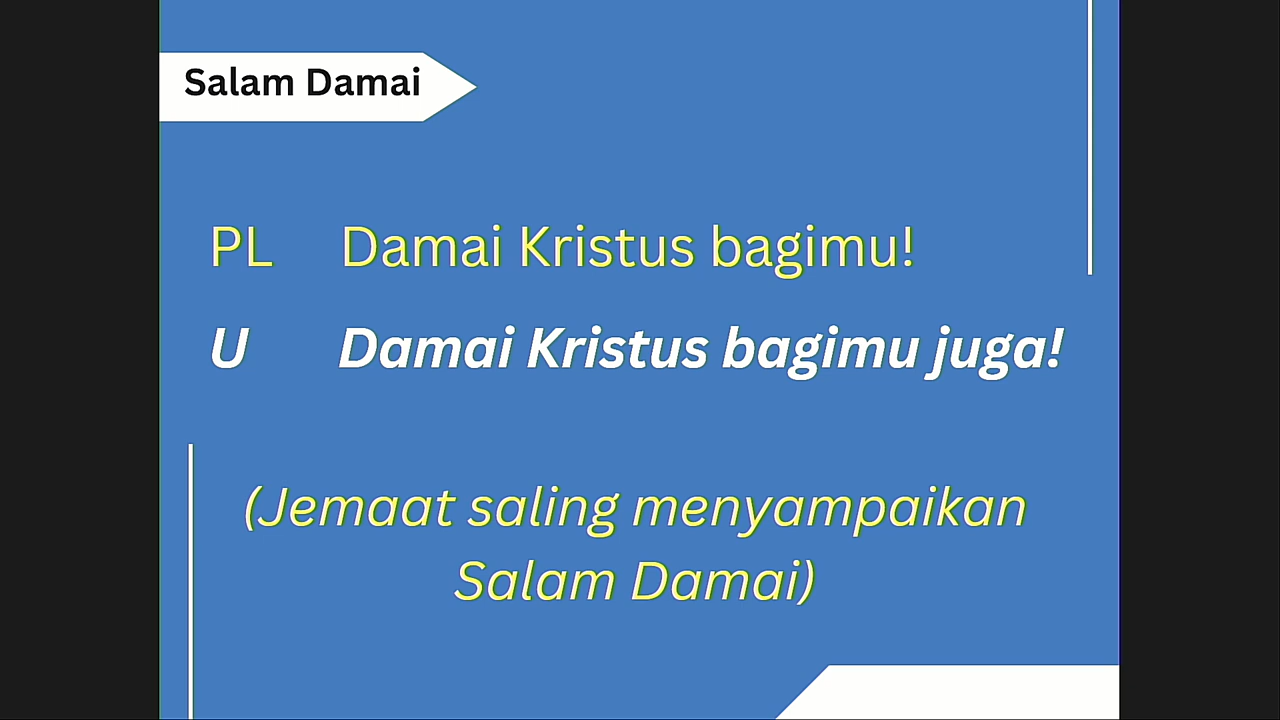 Salam Damai
PL Damai Kristus bagimu!
U Damai Kristus bagimu juga!
(Jemaat saling menyampaikan
Salam Damai)